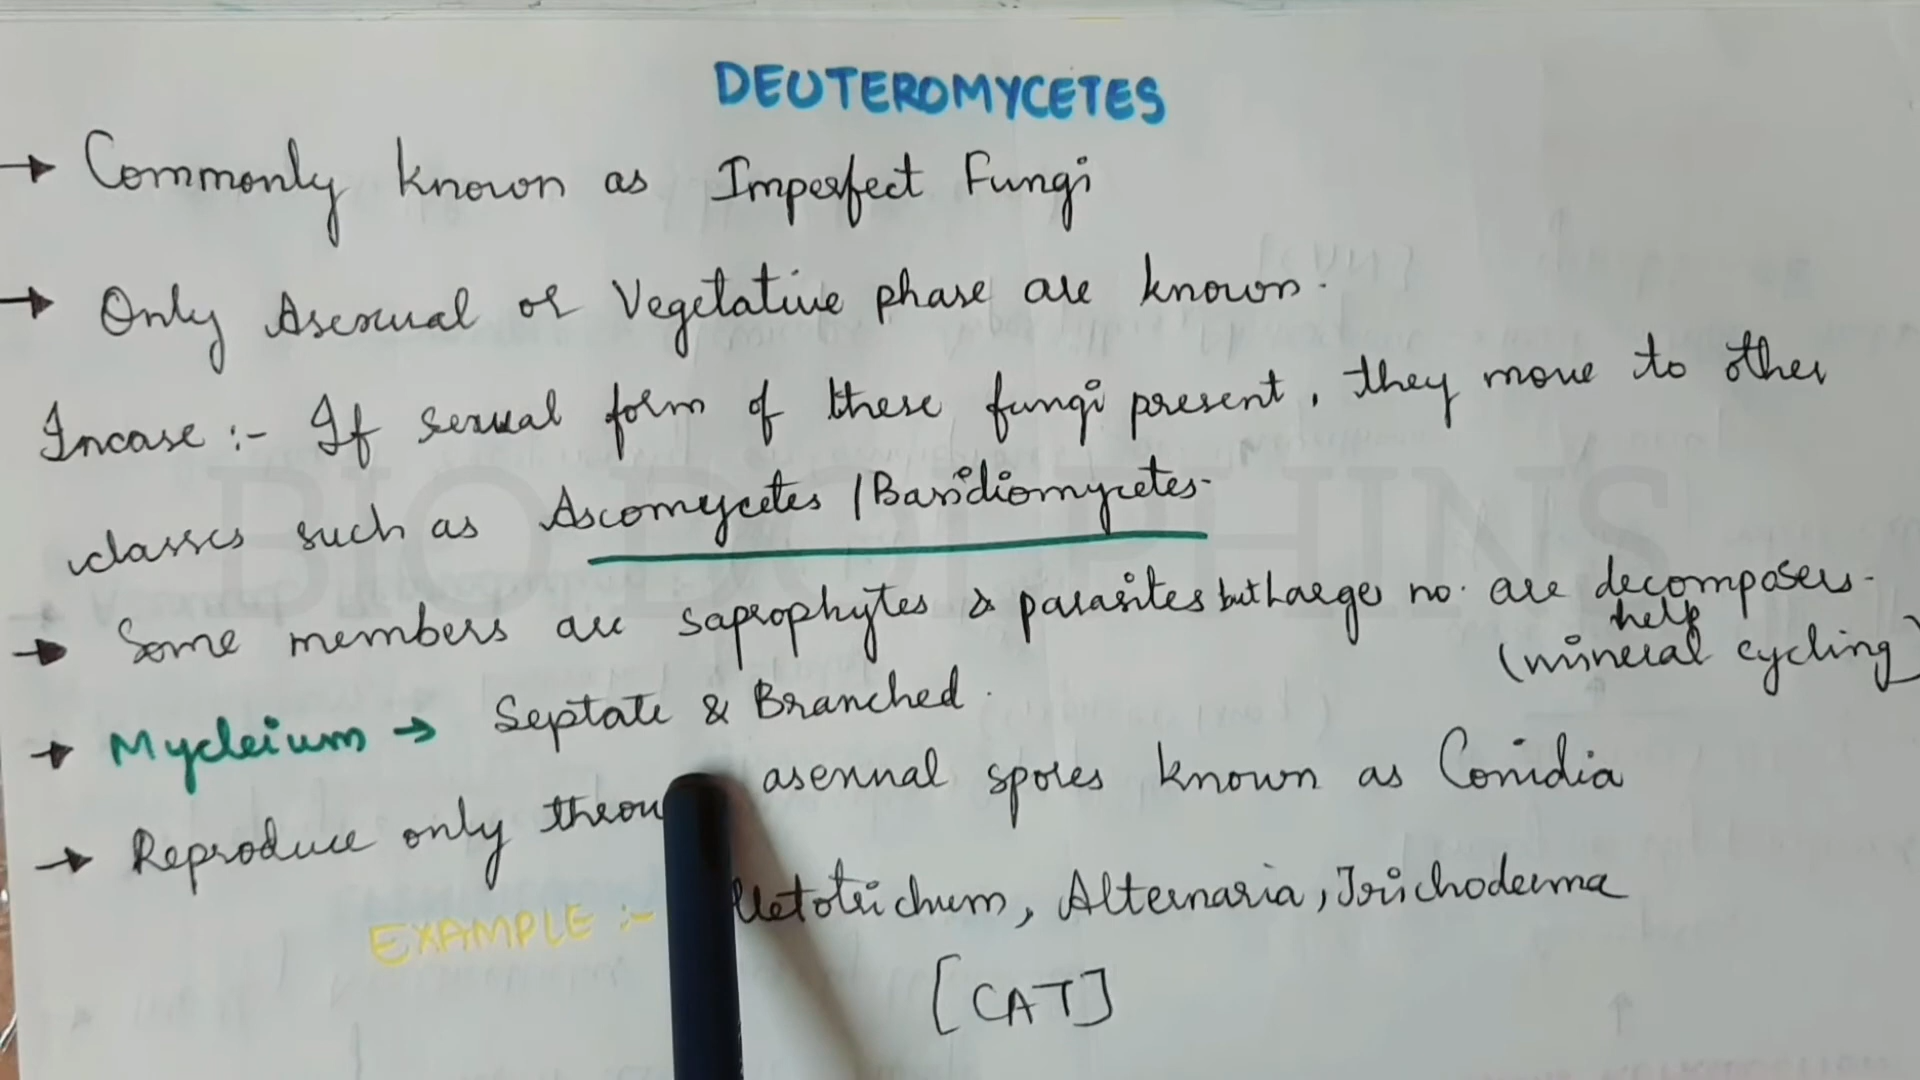 DEUTEROMYCETES
→ Commonly known as Imperfect Fungi
→ Only Asexual or Vegetative phase are known.
Incase :- If sexual form of these fungi present, they move to other
classes such as Ascomycetes / Basidiomycetes.
→ Some members are saprophytes & parasites but Large no. are decomposers.
help
(mineral cycling)
→ Mycleium → Septate & Branched.
→ Reproduce only throu asexual spores known as Conidia
EXAMPLE :- lletotrichum, Alternaria, Trichoderma
[CAT]
BIO DOLPHINS